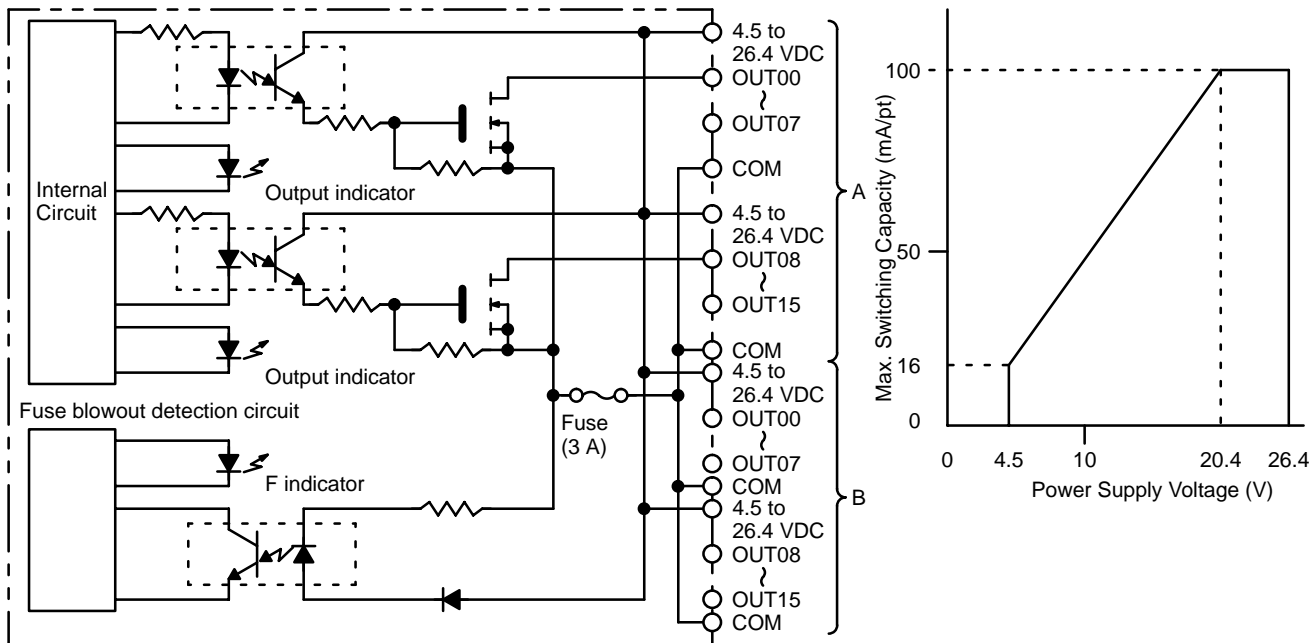 Internal
Circuit
Output indicator
Output indicator
Fuse blowout detection circuit
F indicator
Fuse
(3 A)
4.5 to
26.4 VDC
OUT00
~
OUT07
COM
4.5 to
26.4 VDC
OUT08
~
OUT15
COM
A
4.5 to
26.4 VDC
OUT00
~
OUT07
COM
4.5 to
26.4 VDC
OUT08
~
OUT15
COM
B
Max. Switching Capacity (mA/pt)
100
50
16
0
0 4.5 10 20.4 26.4
Power Supply Voltage (V)